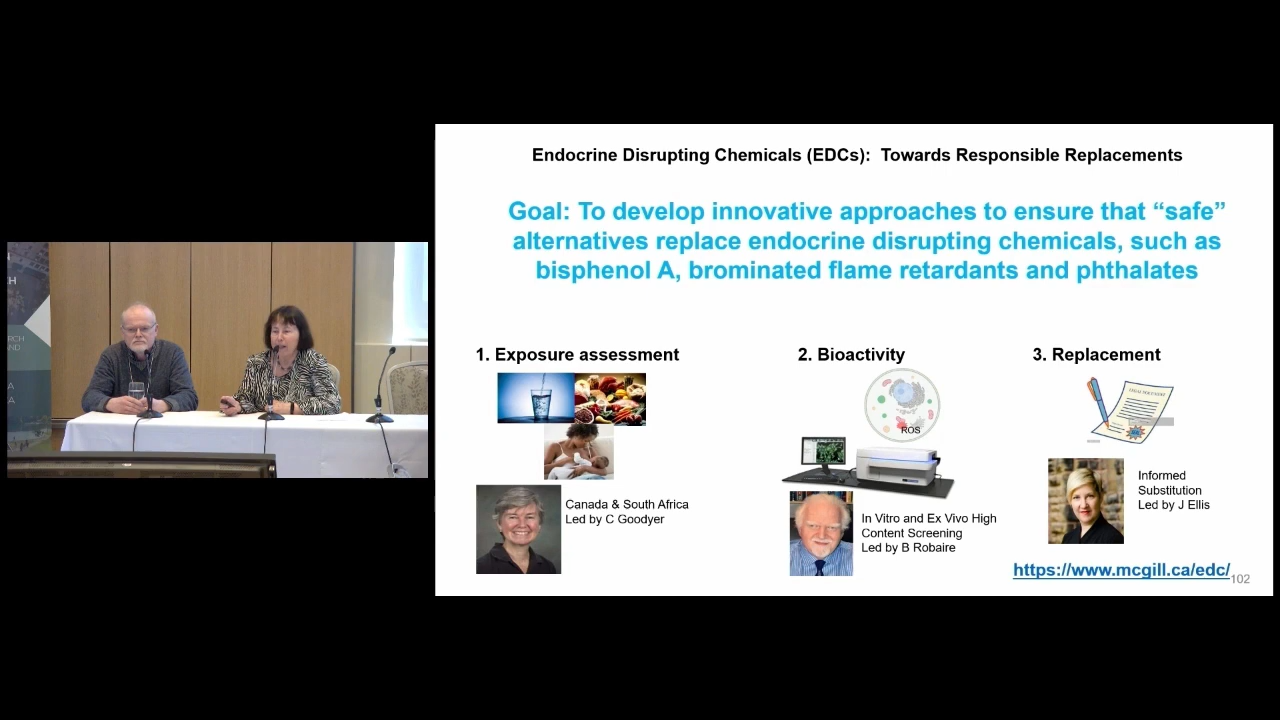 Endocrine Disrupting Chemicals (EDCs): Towards Responsible Replacements
Goal: To develop innovative approaches to ensure that “safe”
alternatives replace endocrine disrupting chemicals, such as
bisphenol A, brominated flame retardants and phthalates
1. Exposure assessment
2. Bioactivity
3. Replacement
ROS
Canada & South Africa
Led by C Goodyer
In Vitro and Ex Vivo High
Content Screening
Led by B Robaire
Informed
Substitution
Led by J Ellis
https://www.mcgill.ca/edc/
102